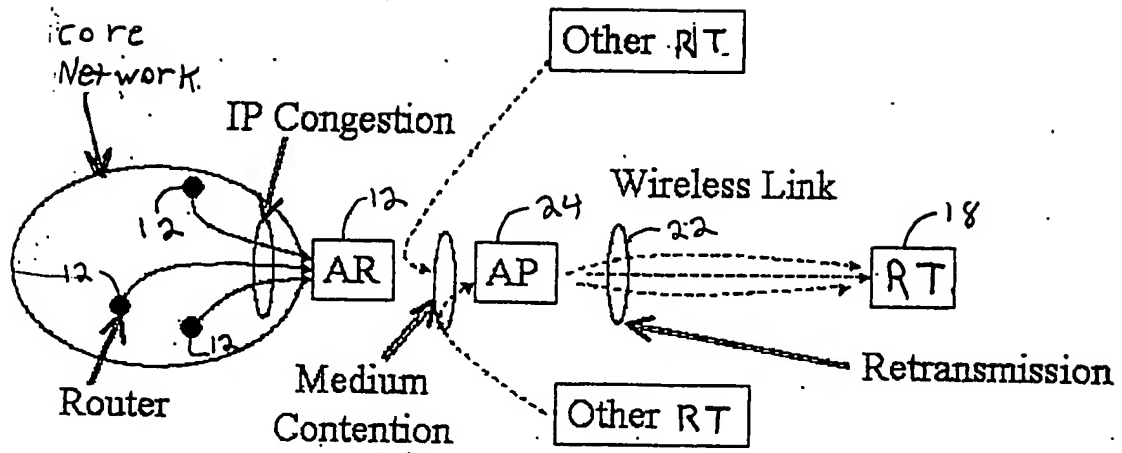 core
Network
IP Congestion
Other RT
Wireless Link
12
24
22
18
12
12
12
AR
AP
RT
Router
Medium
Contention
Other RT
Retransmission